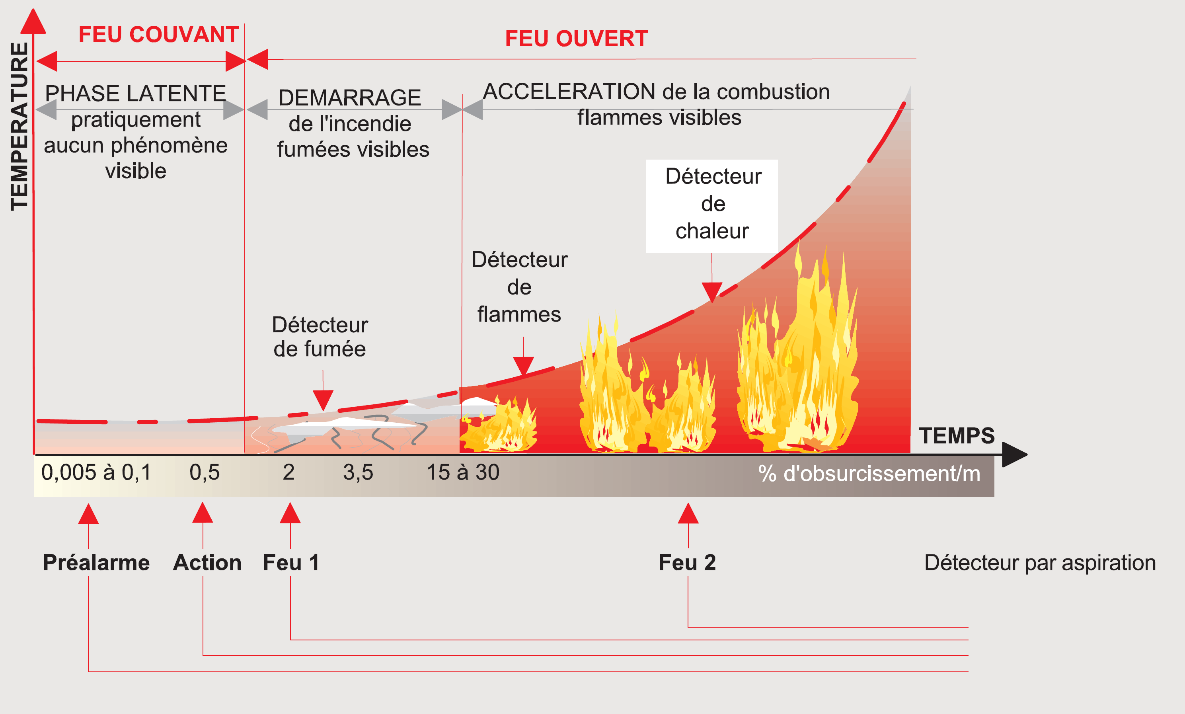 TEMPERATURE
FEU COUVANT
FEU OUVERT
PHASE LATENTE
pratiquement
aucun phénomène
visible
DEMARRAGE
de l'incendie
fumées visibles
ACCELERATION de la combustion
flammes visibles
Détecteur
de
chaleur
Détecteur
de
flammes
Détecteur
de fumée
TEMPS
0,005 à 0,1 0,5 2 3,5 15 à 30 % d'obsurcissement/m
Préalarme Action Feu 1 Feu 2 Détecteur par aspiration